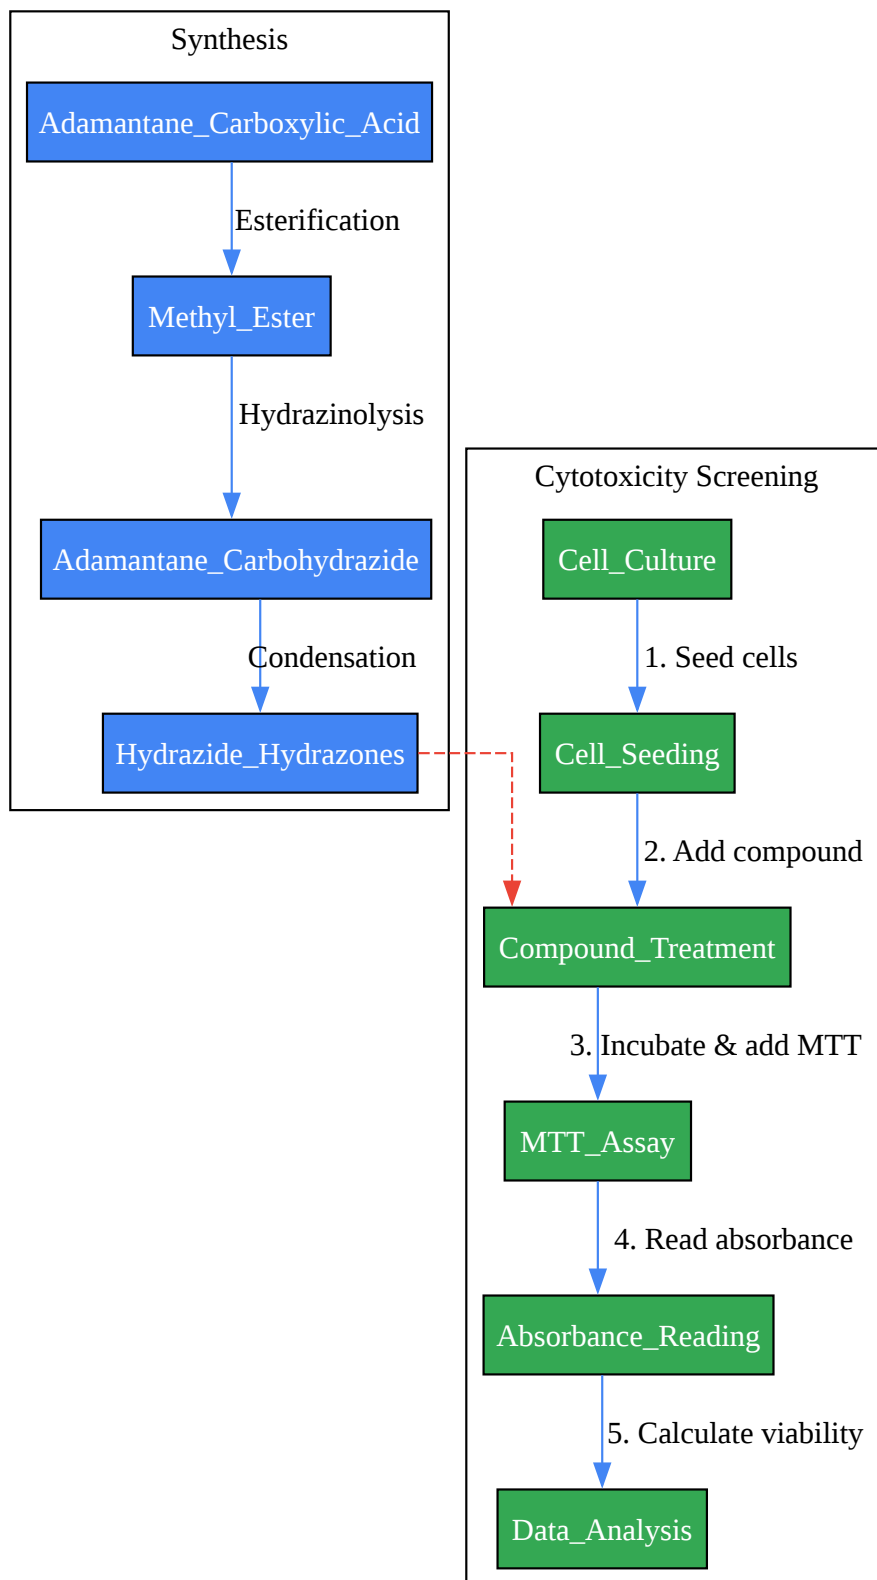 Synthesis
Adamantane_Carboxylic_Acid
Esterification
Methyl_Ester
Hydrazinolysis
Adamantane_Carbohydrazide
Condensation
Hydrazide_Hydrazones
Cytotoxicity Screening
Cell_Culture
1. Seed cells
Cell_Seeding
2. Add compound
Compound_Treatment
3. Incubate & add MTT
MTT_Assay
4. Read absorbance
Absorbance_Reading
5. Calculate viability
Data_Analysis